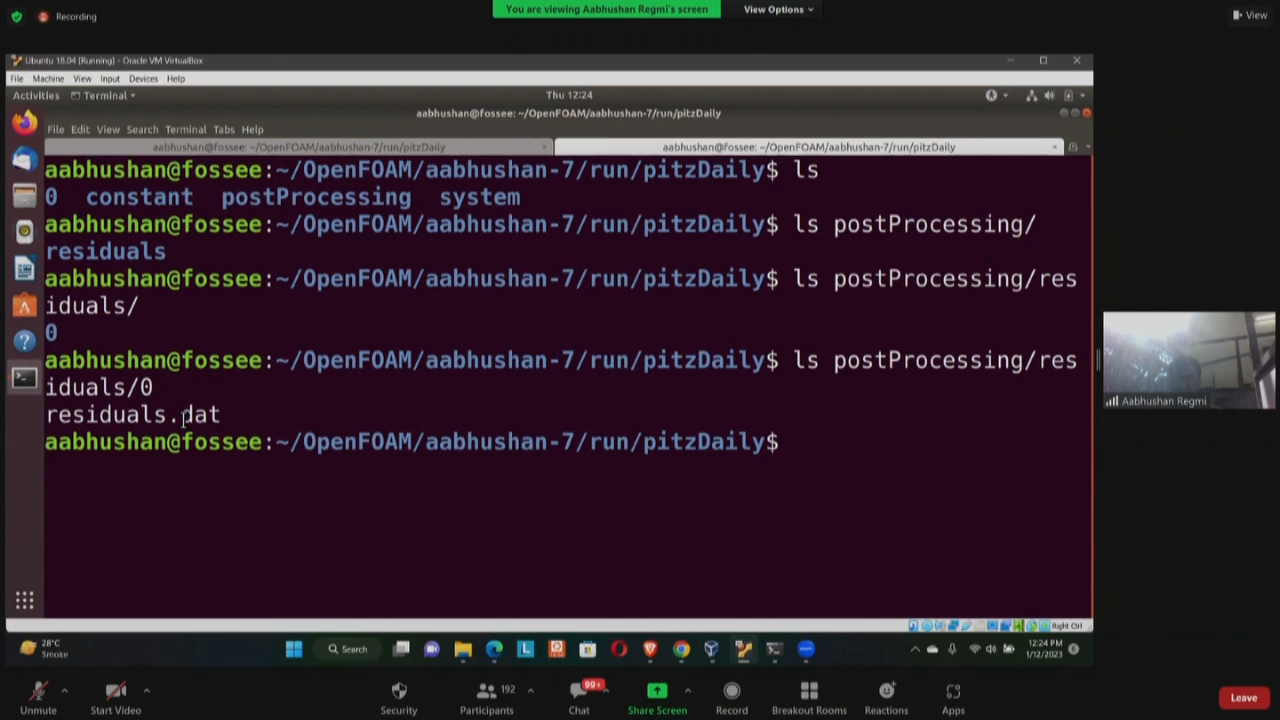 You are viewing Aabhushan Regmi's screen
View Options
Recording
View
Ubuntu 18.04 [Running] - Oracle VM VirtualBox
File Machine View Input Devices Help
Activities Terminal Thu 12:24
aabhushan@fossee: ~/OpenFOAM/aabhushan-7/run/pitzDaily
File Edit View Search Terminal Tabs Help
aabhushan@fossee: ~/OpenFOAM/aabhushan-7/run/pitzDaily × aabhushan@fossee: ~/OpenFOAM/aabhushan-7/run/pitzDaily ×
aabhushan@fossee:~/OpenFOAM/aabhushan-7/run/pitzDaily$ ls
0 constant postProcessing system
aabhushan@fossee:~/OpenFOAM/aabhushan-7/run/pitzDaily$ ls postProcessing/
residuals
aabhushan@fossee:~/OpenFOAM/aabhushan-7/run/pitzDaily$ ls postProcessing/res
iduals/
0
aabhushan@fossee:~/OpenFOAM/aabhushan-7/run/pitzDaily$ ls postProcessing/res
iduals/0
residuals.dat
aabhushan@fossee:~/OpenFOAM/aabhushan-7/run/pitzDaily$
Aabhushan Regmi
Right Ctrl
28°C
Smoke
Search
12:24 PM
1/12/2023
6
Unmute
Start Video
Security
192
Participants
99+
Chat
Share Screen
Record
Breakout Rooms
Reactions
Apps
Leave